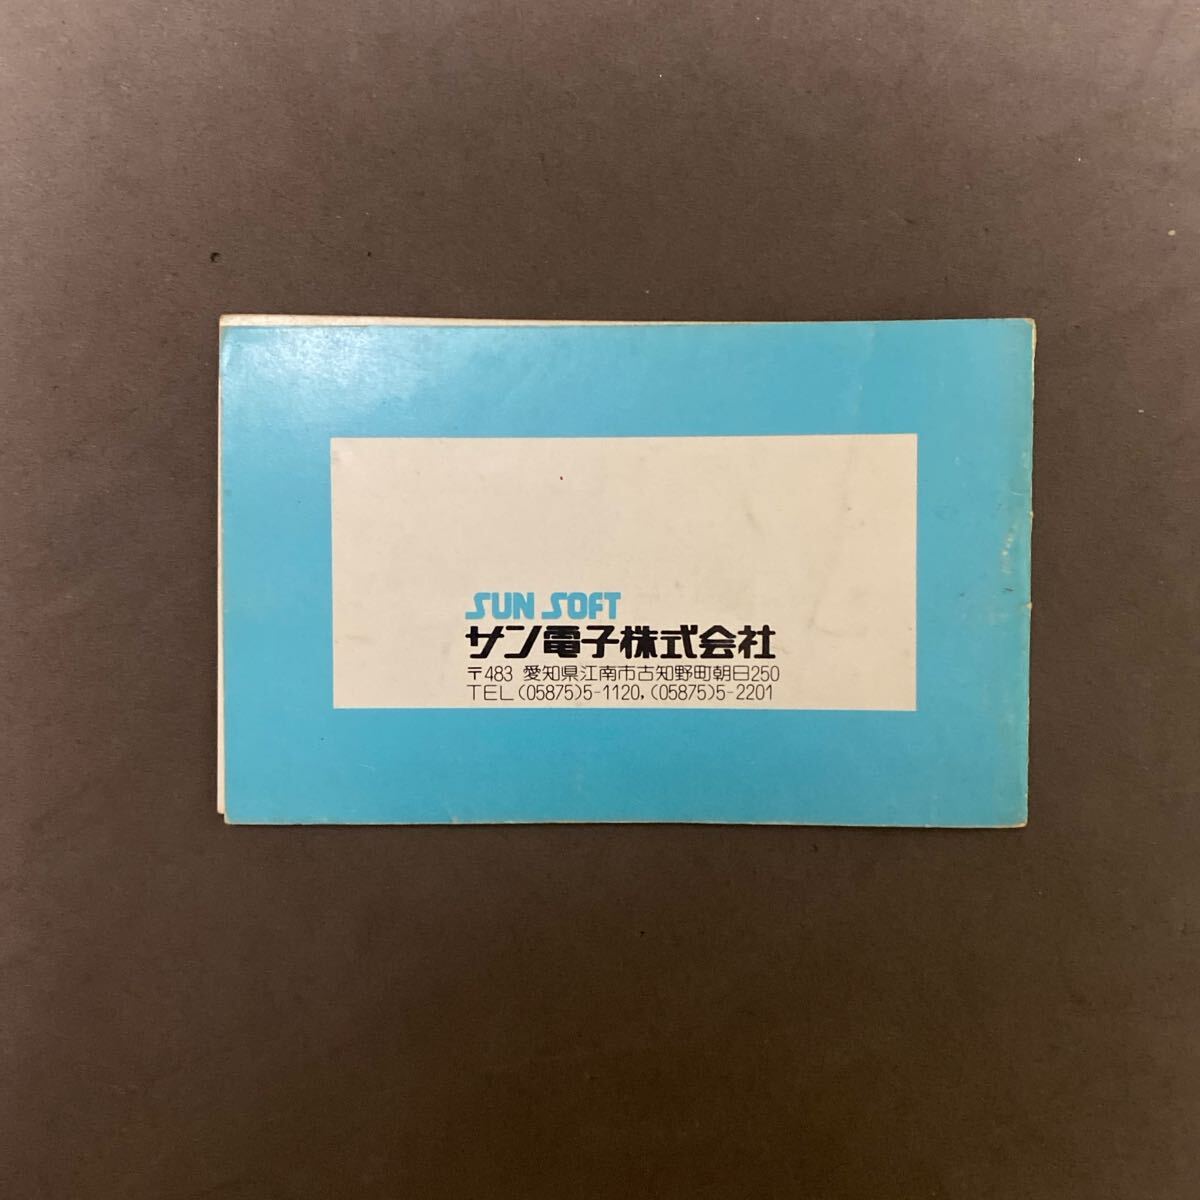 SUN SOFT
サン電子株式会社
〒483 愛知県江南市古知野町朝日250
TEL(05875)5-1120,(05875)5-2201